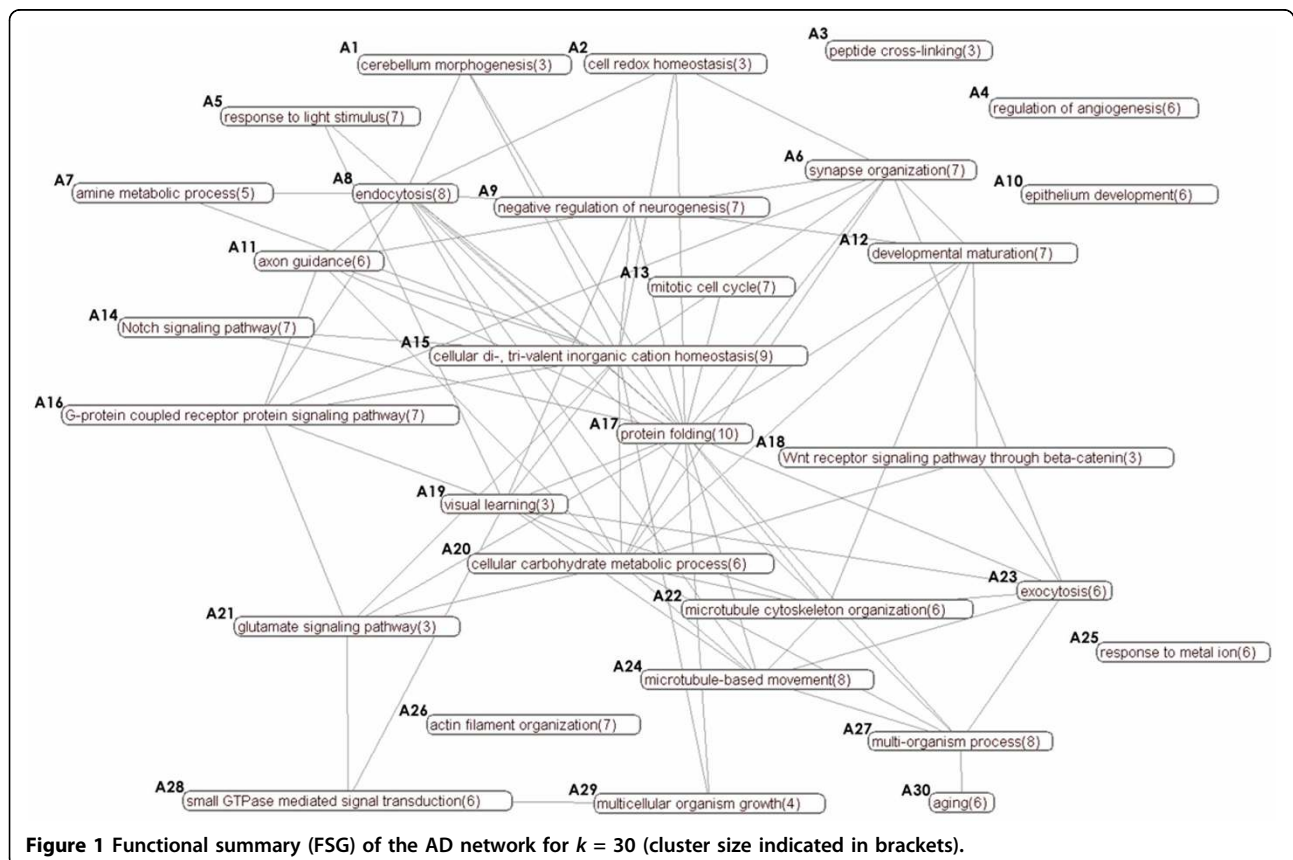 A1
cerebellum morphogenesis(3)
A2
cell redox homeostasis(3)
A3
peptide cross-linking(3)
A4
regulation of angiogenesis(6)
A5
response to light stimulus(7)
A6
synapse organization(7)
A7
amine metabolic process(5)
A8
endocytosis(8)
A9
negative regulation of neurogenesis(7)
A10
epithelium development(6)
A11
axon guidance(6)
A12
developmental maturation(7)
A13
mitotic cell cycle(7)
A14
Notch signaling pathway(7)
A15
cellular di-, tri-valent inorganic cation homeostasis(9)
A16
G-protein coupled receptor protein signaling pathway(7)
A17
protein folding(10)
A18
Wnt receptor signaling pathway through beta-catenin(3)
A19
visual learning(3)
A20
cellular carbohydrate metabolic process(6)
A21
glutamate signaling pathway(3)
A22
microtubule cytoskeleton organization(6)
A23
exocytosis(6)
A24
microtubule-based movement(8)
A25
response to metal ion(6)
A26
actin filament organization(7)
A27
multi-organism process(8)
A28
small GTPase mediated signal transduction(6)
A29
multicellular organism growth(4)
A30
aging(6)
Figure 1 Functional summary (FSG) of the AD network for k = 30 (cluster size indicated in brackets).